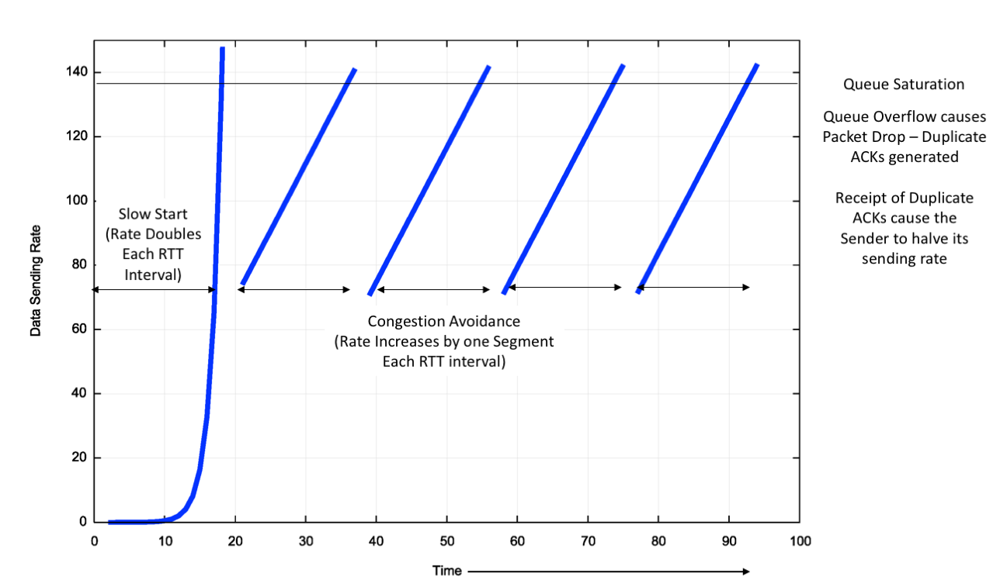 140
120
100
80
60
40
20
0
Data Sending Rate
0 10 20 30 40 50 60 70 80 90 100
Time
Slow Start
(Rate Doubles
Each RTT
Interval)
Congestion Avoidance
(Rate Increases by one Segment
Each RTT interval)
Queue Saturation
Queue Overflow causes
Packet Drop – Duplicate
ACKs generated
Receipt of Duplicate
ACKs cause the
Sender to halve its
sending rate